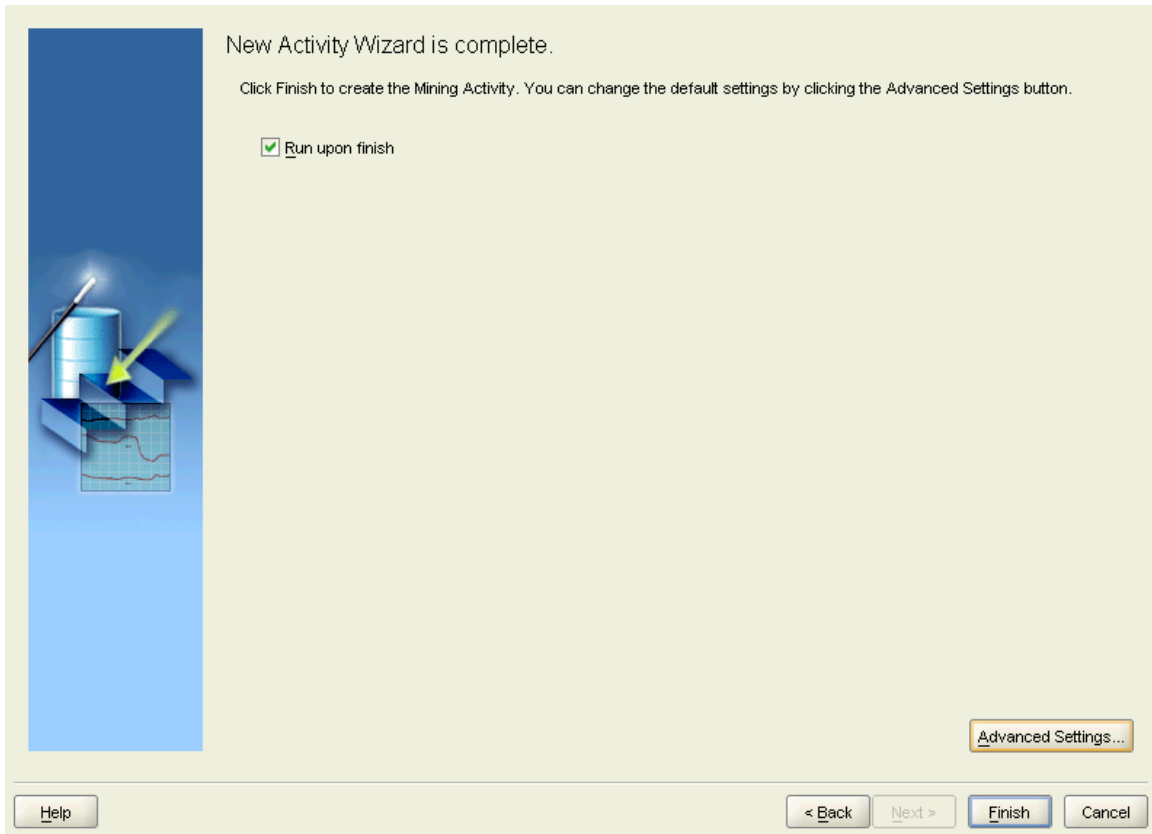 New Activity Wizard is complete.
Click Finish to create the Mining Activity. You can change the default settings by clicking the Advanced Settings button.
Run upon finish
Advanced Settings...
Help
< Back
Next >
Finish
Cancel